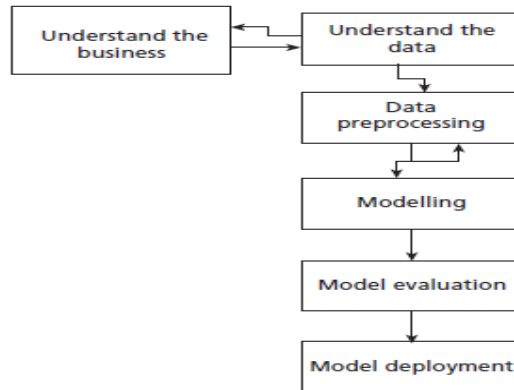 Understand the
business
Understand the
data
Data
preprocessing
Modelling
Model evaluation
Model deployment